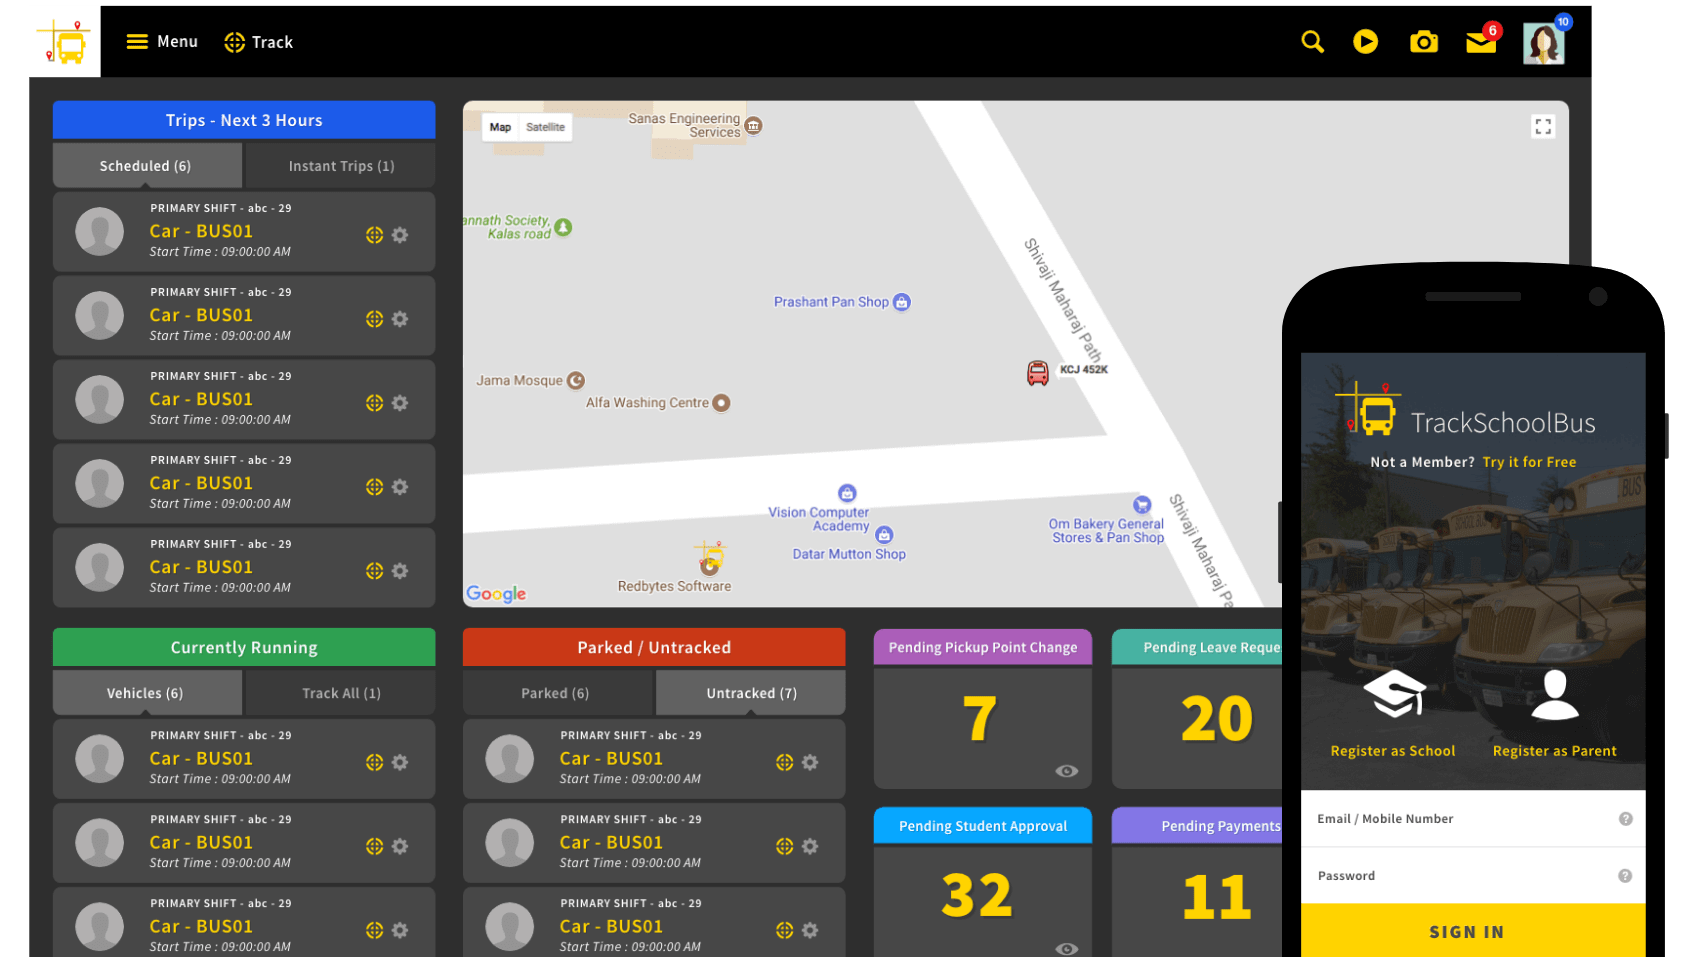 Menu
Track
6
10
Trips - Next 3 Hours
Scheduled (6)
Instant Trips (1)
PRIMARY SHIFT - abc - 29
Car - BUS01
Start Time : 09:00:00 AM
PRIMARY SHIFT - abc - 29
Car - BUS01
Start Time : 09:00:00 AM
PRIMARY SHIFT - abc - 29
Car - BUS01
Start Time : 09:00:00 AM
PRIMARY SHIFT - abc - 29
Car - BUS01
Start Time : 09:00:00 AM
PRIMARY SHIFT - abc - 29
Car - BUS01
Start Time : 09:00:00 AM
Map
Satellite
Sanas Engineering
Services
annath Society,
Kalas road
Shivaji Maharaj Path
Prashant Pan Shop
KCJ 452K
Jama Mosque
Alfa Washing Centre
Vision Computer
Academy
Datar Mutton Shop
Om Bakery General
Stores & Pan Shop
Shivaji Maharaj Pa
Redbytes Software
Google
Currently Running
Vehicles (6)
Track All (1)
PRIMARY SHIFT - abc - 29
Car - BUS01
Start Time : 09:00:00 AM
PRIMARY SHIFT - abc - 29
Car - BUS01
Start Time : 09:00:00 AM
PRIMARY SHIFT - abc - 29
Car - BUS01
Start Time : 09:00:00 AM
Parked / Untracked
Parked (6)
Untracked (7)
PRIMARY SHIFT - abc - 29
Car - BUS01
Start Time : 09:00:00 AM
PRIMARY SHIFT - abc - 29
Car - BUS01
Start Time : 09:00:00 AM
PRIMARY SHIFT - abc - 29
Car - BUS01
Start Time : 09:00:00 AM
Pending Pickup Point Change
7
Pending Leave Reque
20
Pending Student Approval
32
Pending Payments
11
TrackSchoolBus
Not a Member? Try it for Free
SCHOOL BUS
BUS
Register as School
Register as Parent
Email / Mobile Number
?
Password
?
SIGN IN